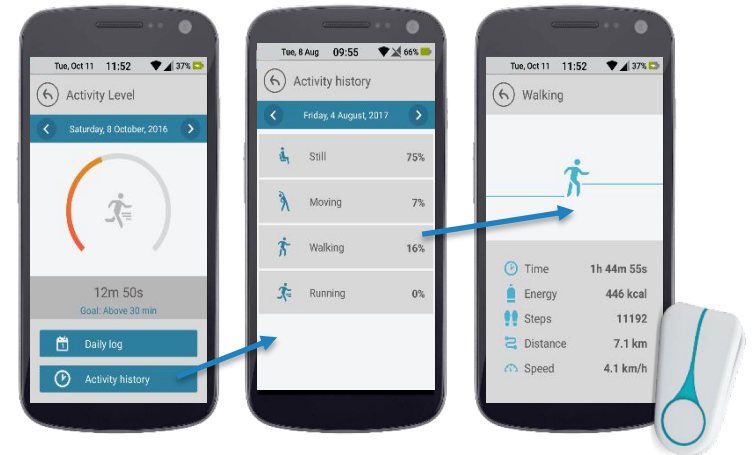 Tue, Oct 11 11:52 37%
Activity Level
Saturday, 8 October, 2016
12m 50s
Goal: Above 30 min
1 Daily log
Activity history
Tue, 8 Aug 09:55 66%
Activity history
Friday, 4 August, 2017
Still 75%
Moving 7%
Walking 16%
Running 0%
Tue, Oct 11 11:52 37%
Walking
Time 1h 44m 55s
Energy 446 kcal
Steps 11192
Distance 7.1 km
Speed 4.1 km/h